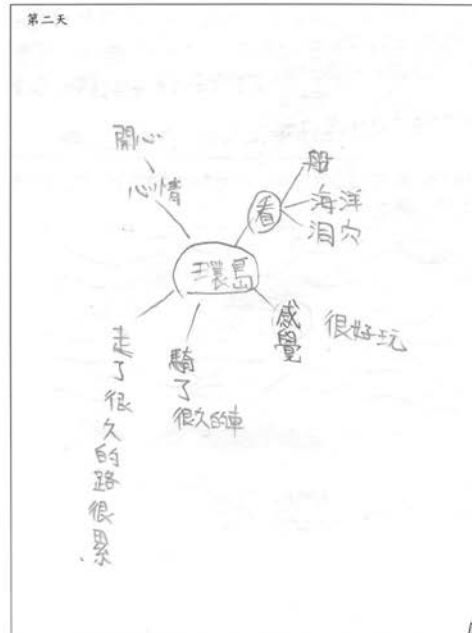 第二天
開心
心情
看
船
海洋
洞穴
環島
感覺
很好玩
騎了
很久的車
走了很久的路很累